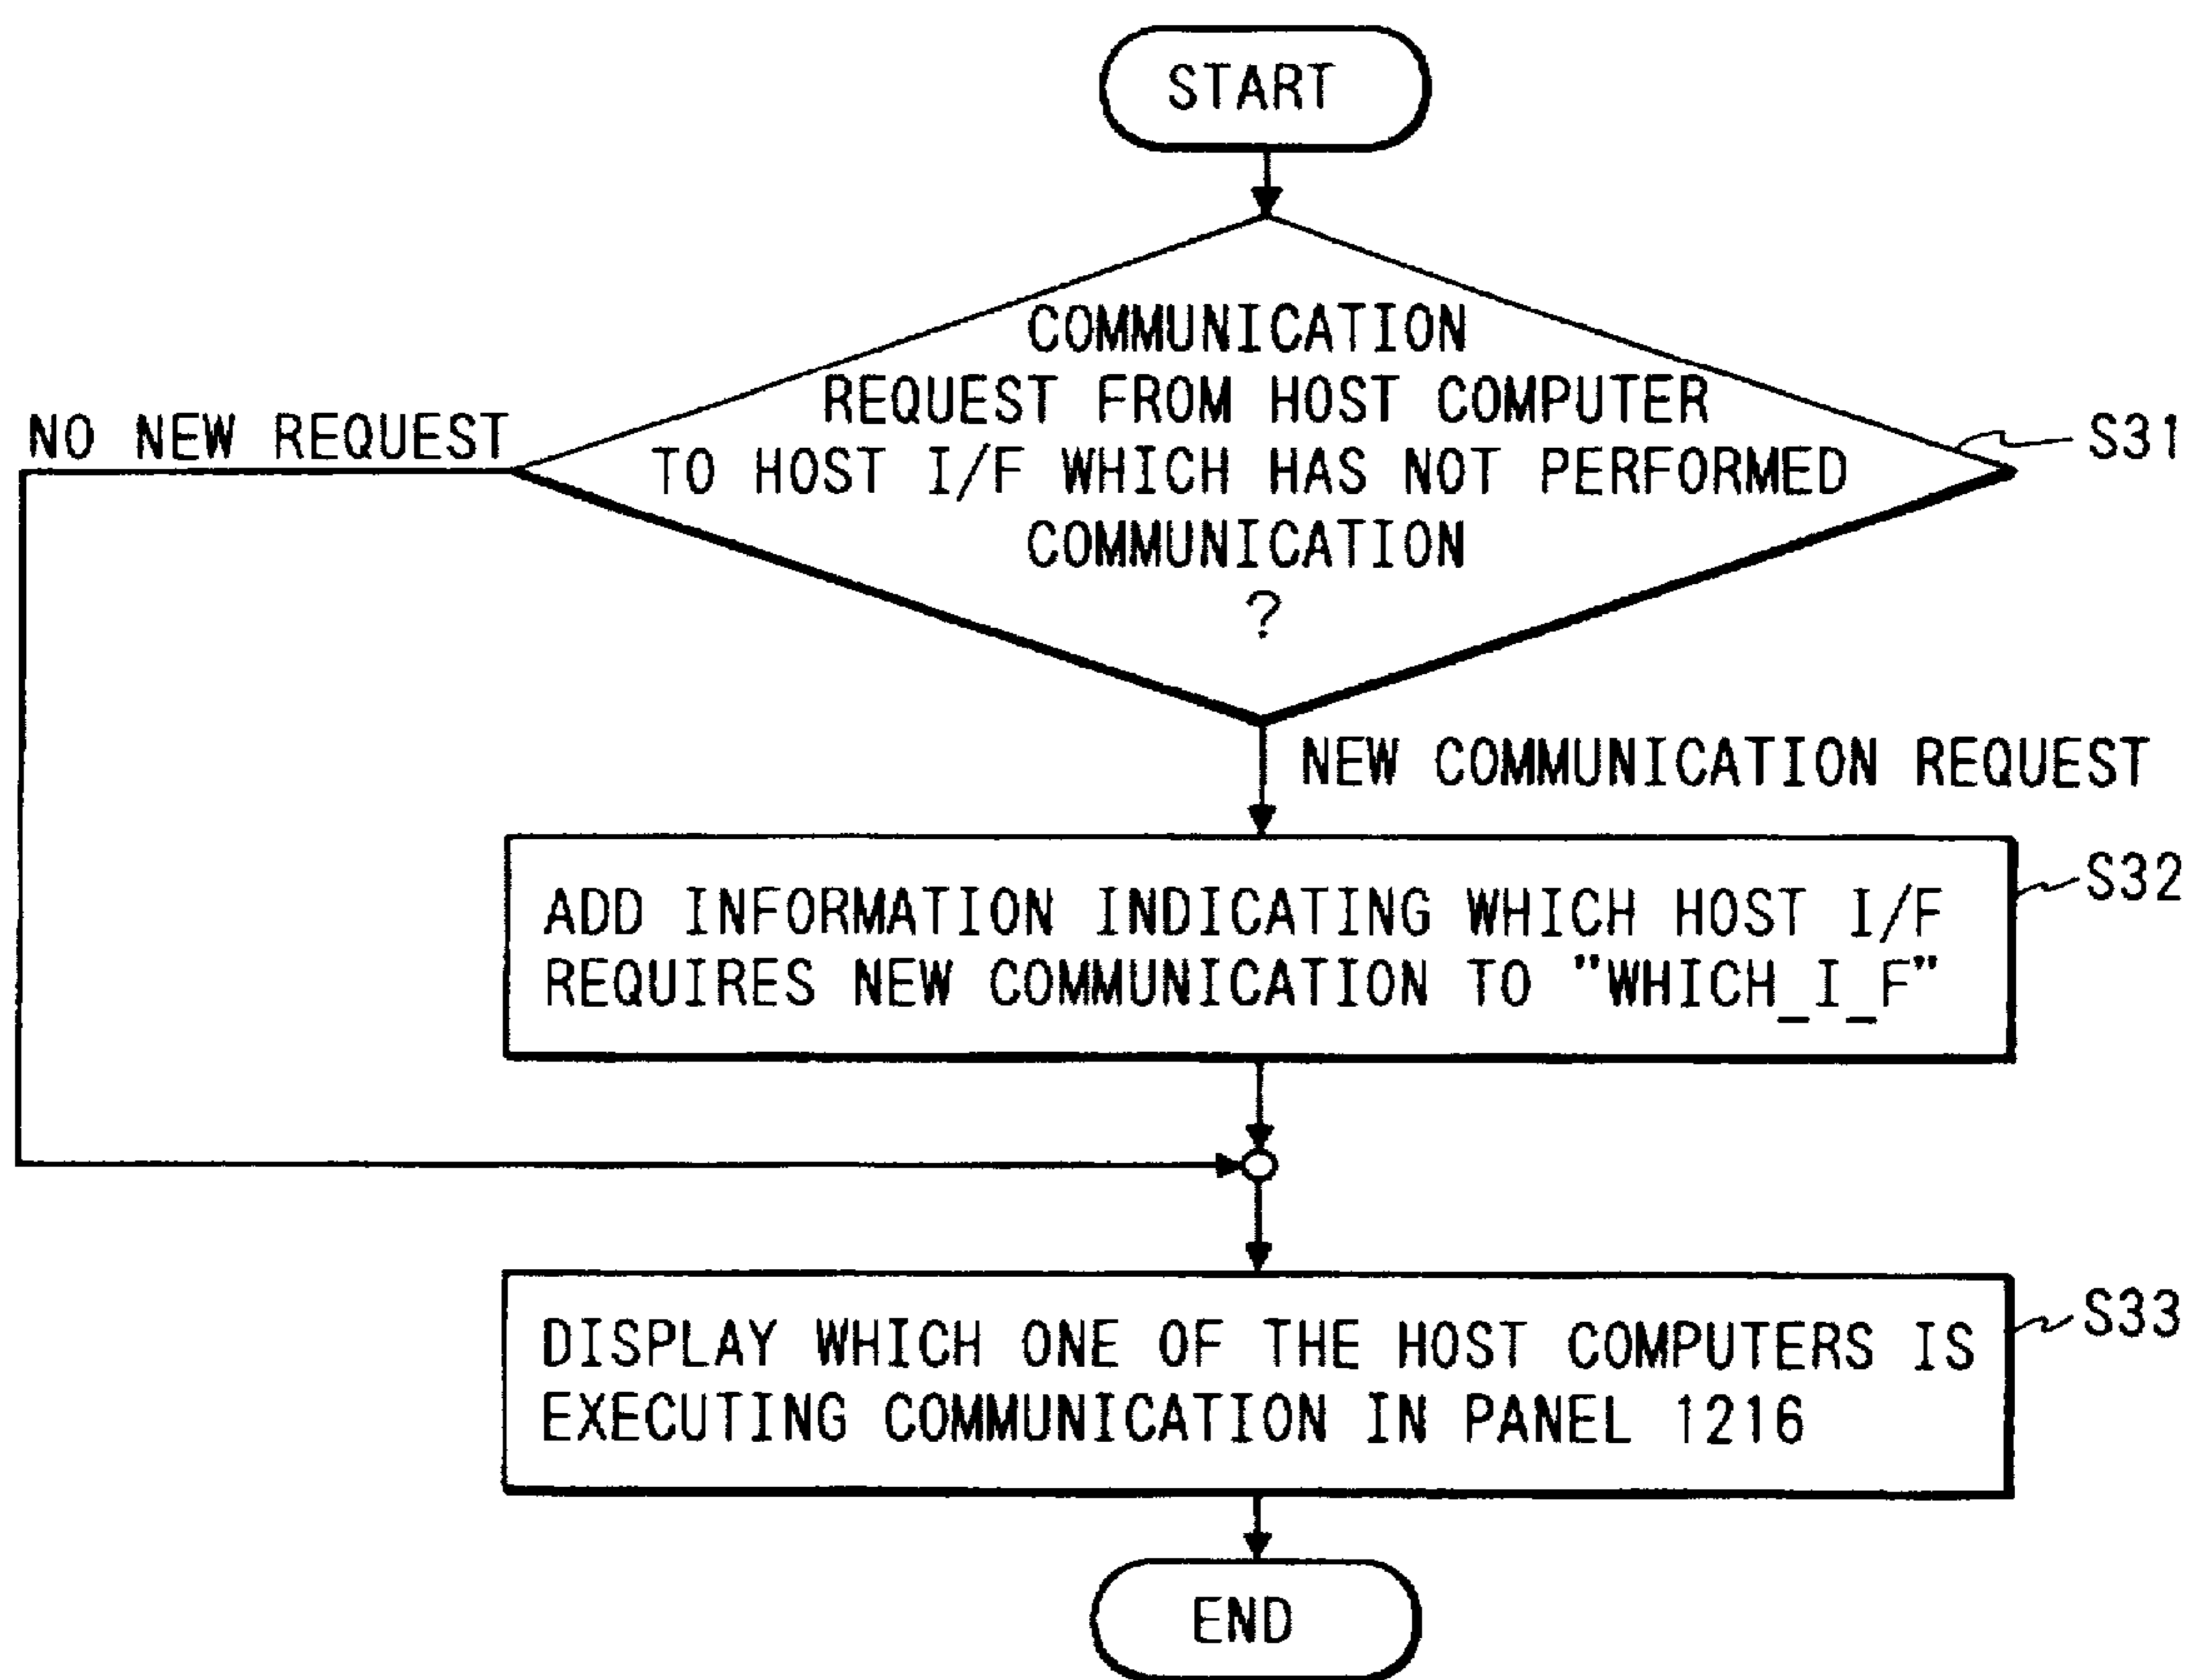 START
COMMUNICATION
REQUEST FROM HOST COMPUTER
TO HOST I/F WHICH HAS NOT PERFORMED
COMMUNICATION
?
S31
NO NEW REQUEST
NEW COMMUNICATION REQUEST
ADD INFORMATION INDICATING WHICH HOST I/F
REQUIRES NEW COMMUNICATION TO "WHICH_I_F"
S32
DISPLAY WHICH ONE OF THE HOST COMPUTERS IS
EXECUTING COMMUNICATION IN PANEL 1216
S33
END